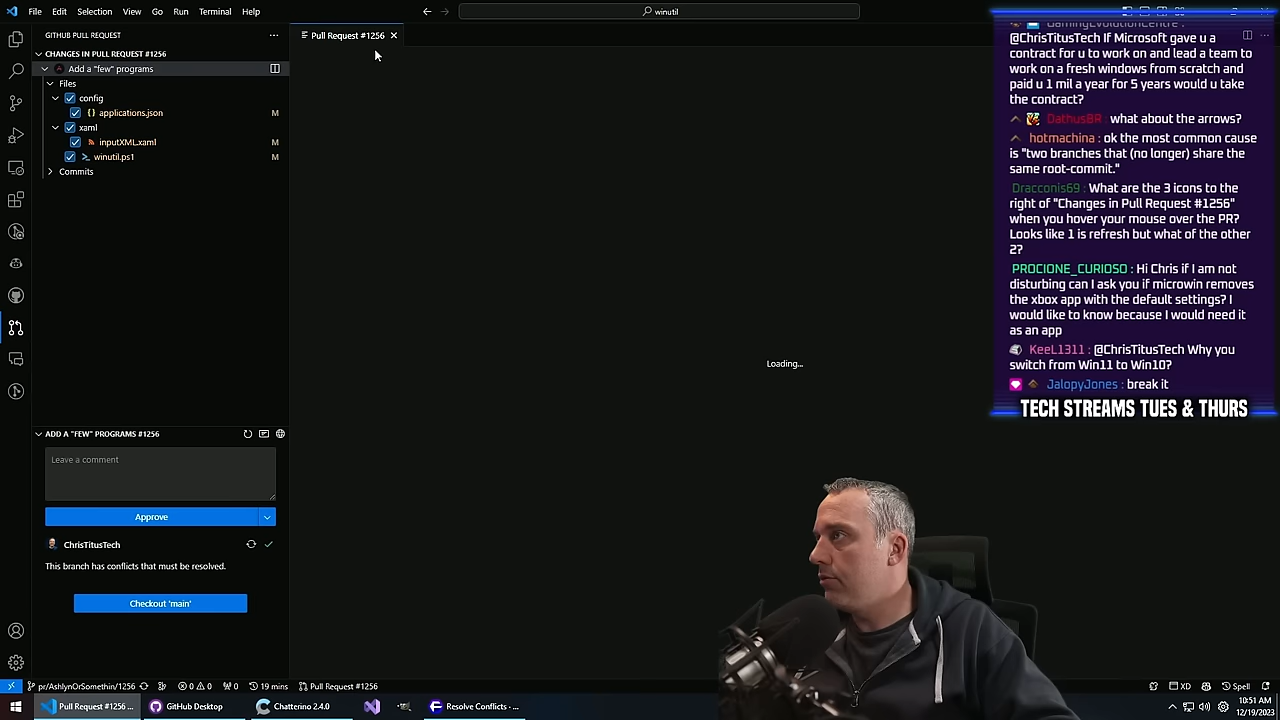 File Edit Selection View Go Run Terminal Help
winutil
GITHUB PULL REQUEST
CHANGES IN PULL REQUEST #1256
Add a "few" programs
Files
config
{} applications.json M
xaml
inputXML.xaml M
winutil.ps1 M
Commits
Pull Request #1256
Loading...
ADD A "FEW" PROGRAMS #1256
Leave a comment
Approve
ChrisTitusTech
This branch has conflicts that must be resolved.
Checkout 'main'
GamingEvolutionCentre :
@ChrisTitusTech If Microsoft gave u a
contract for u to work on and lead a team to
work on a fresh windows from scratch and
paid u 1 mil a year for 5 years would u take
the contract?
DathusBR: what about the arrows?
hotmachina : ok the most common cause
is "two branches that (no longer) share the
same root-commit."
Dracconis69 : What are the 3 icons to the
right of "Changes in Pull Request #1256"
when you hover your mouse over the PR?
Looks like 1 is refresh but what of the other
2?
PROCIONE_CURIOSO : Hi Chris if I am not
disturbing can I ask you if microwin removes
the xbox app with the default settings? I
would like to know because I would need it
as an app
KeeL1311 : @ChrisTitusTech Why you
switch from Win11 to Win10?
JalopyJones : break it
TECH STREAMS TUES & THURS
pr/AshlynOrSomethin/1256 0 0 0 19 mins Pull Request #1256 XD Spell
Pull Request #1256 ... GitHub Desktop Chatterino 2.4.0 Resolve Conflicts - ...
10:51 AM
12/19/2023